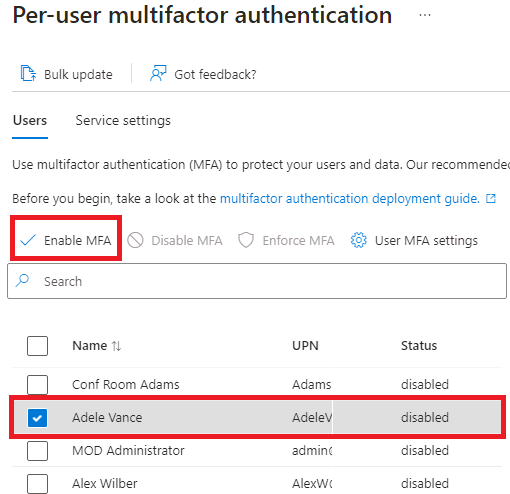 Per-user multifactor authentication ...
Bulk update Got feedback?
Users Service settings
Use multifactor authentication (MFA) to protect your users and data. Our recommended
Before you begin, take a look at the multifactor authentication deployment guide.
Enable MFA Disable MFA Enforce MFA User MFA settings
Search
Name UPN Status
Conf Room Adams Adams disabled
Adele Vance AdeleV disabled
MOD Administrator admin@ disabled
Alex Wilber AlexW@ disabled